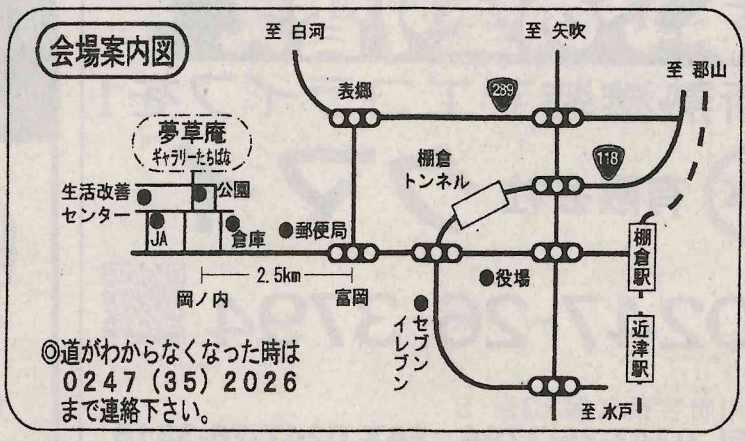 会場案内図
至 白河
至 矢吹
至 郡山
表郷
289
118
夢草庵
ギャラリーたちばな
棚倉
トンネル
生活改善
センター
公園
JA
倉庫
郵便局
2.5km
岡ノ内
富岡
役場
セブン
イレブン
棚倉駅
近津駅
至 水戸
◎道がわからなくなった時は
0247(35)2026
まで連絡下さい。